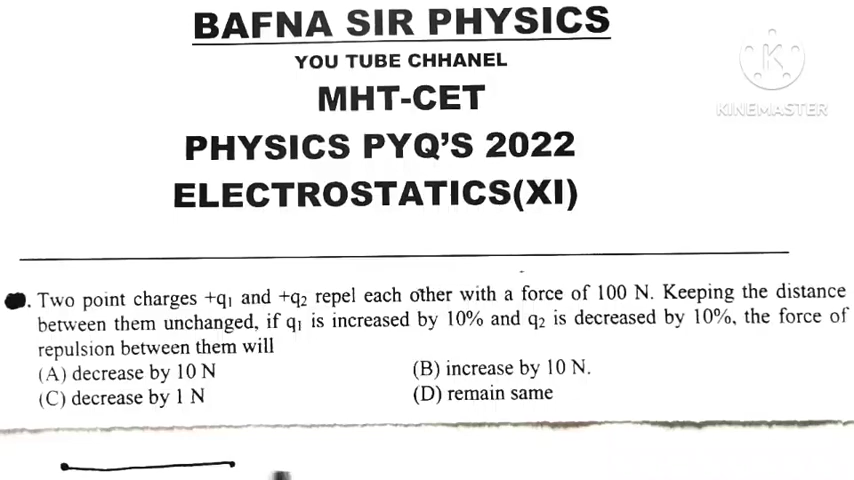 BAFNA SIR PHYSICS
YOU TUBE CHHANEL
MHT-CET
PHYSICS PYQ'S 2022
ELECTROSTATICS(XI)
K
KINEMASTER
. Two point charges +q₁ and +q₂ repel each other with a force of 100 N. Keeping the distance
between them unchanged, if q₁ is increased by 10% and q₂ is decreased by 10%, the force of
repulsion between them will
(A) decrease by 10 N (B) increase by 10 N.
(C) decrease by 1 N (D) remain same